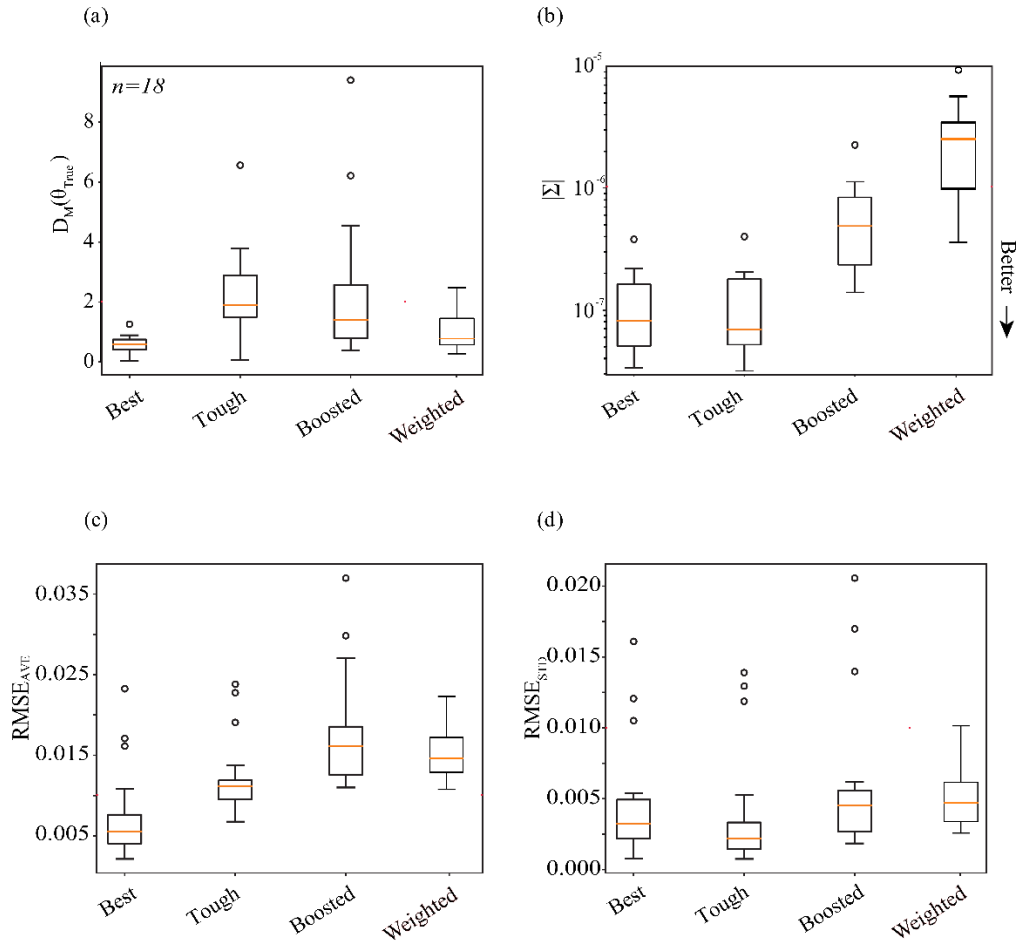 (a)
n=18
8
6
4
2
0
D_M(θ_True)
Best
Tough
Boosted
Weighted
(b)
10^-5
10^-6
10^-7
|Σ|
Better
Best
Tough
Boosted
Weighted
(c)
0.035
0.025
0.015
0.005
RMSE_AVE
Best
Tough
Boosted
Weighted
(d)
0.020
0.015
0.010
0.005
0.000
RMSE_STD
Best
Tough
Boosted
Weighted